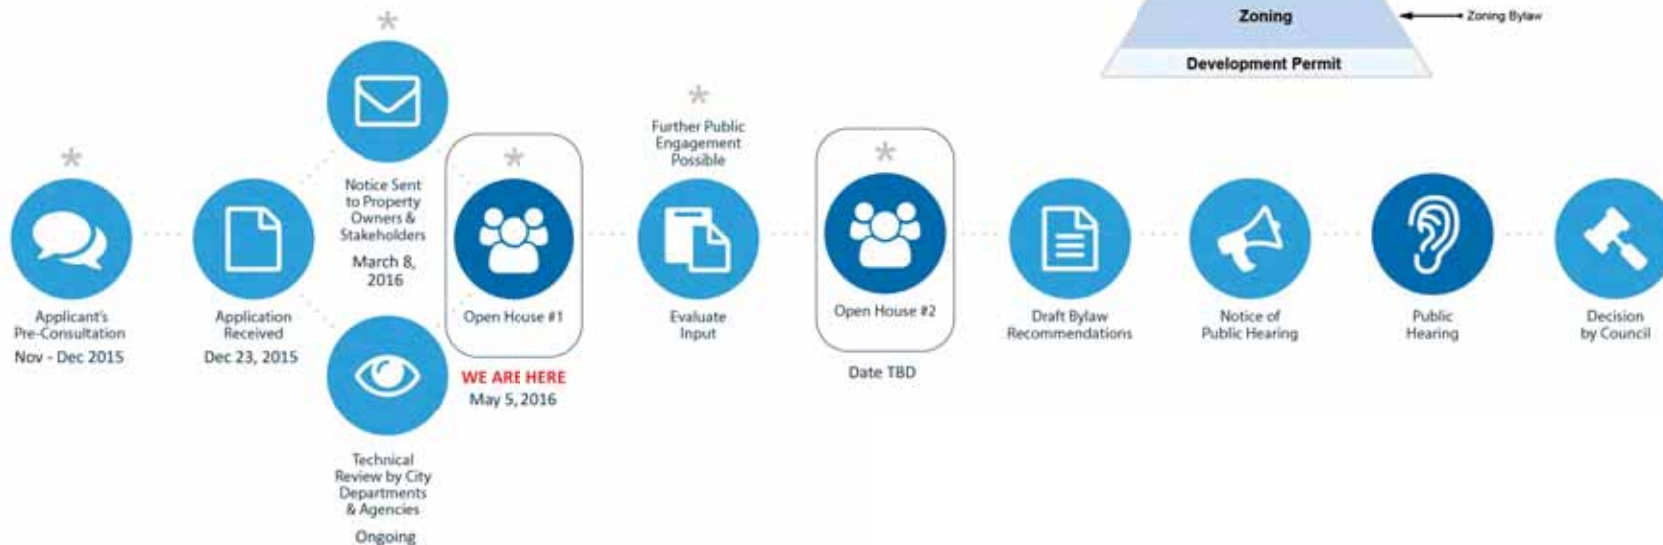 Zoning
Zoning Bylaw
Development Permit
*
Applicant's
Pre-Consultation
Nov - Dec 2015
Application
Received
Dec 23, 2015
*
Notice Sent
to Property
Owners &
Stakeholders
March 8,
2016
Technical
Review by City
Departments
& Agencies
Ongoing
*
Open House #1
WE ARE HERE
May 5, 2016
*
Further Public
Engagement
Possible
Evaluate
Input
*
Open House #2
Date TBD
Draft Bylaw
Recommendations
Notice of
Public Hearing
Public
Hearing
Decision
by Council